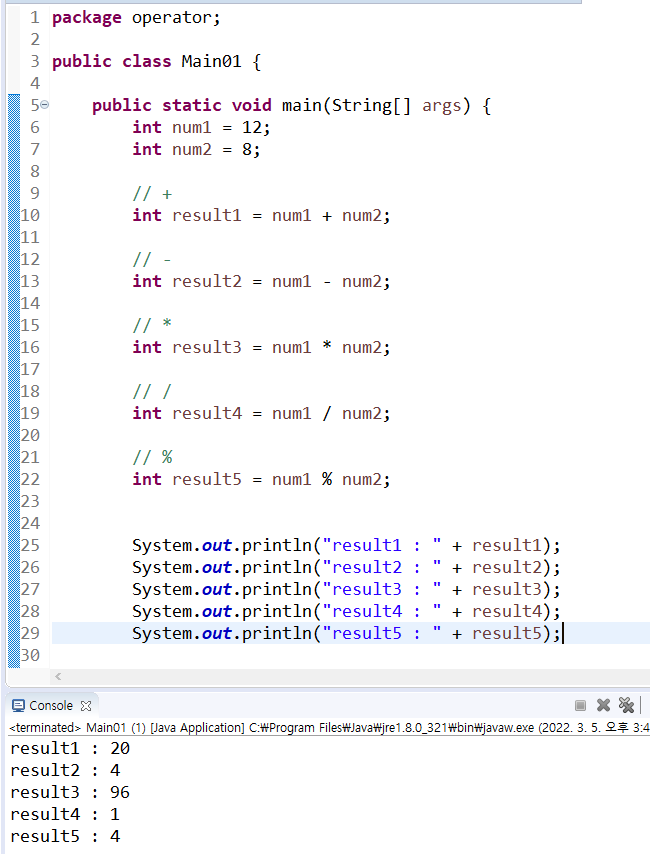 1 package operator;
2
3 public class Main01 {
4
5 public static void main(String[] args) {
6 int num1 = 12;
7 int num2 = 8;
8
9 // +
10 int result1 = num1 + num2;
11
12 // -
13 int result2 = num1 - num2;
14
15 // *
16 int result3 = num1 * num2;
17
18 // /
19 int result4 = num1 / num2;
20
21 // %
22 int result5 = num1 % num2;
23
24
25 System.out.println("result1 : " + result1);
26 System.out.println("result2 : " + result2);
27 System.out.println("result3 : " + result3);
28 System.out.println("result4 : " + result4);
29 System.out.println("result5 : " + result5);
30
Console
<terminated> Main01 (1) [Java Application] C:₩Program Files₩Java₩jre1.8.0_321₩bin₩javaw.exe (2022. 3. 5. 오후 3:4
result1 : 20
result2 : 4
result3 : 96
result4 : 1
result5 : 4